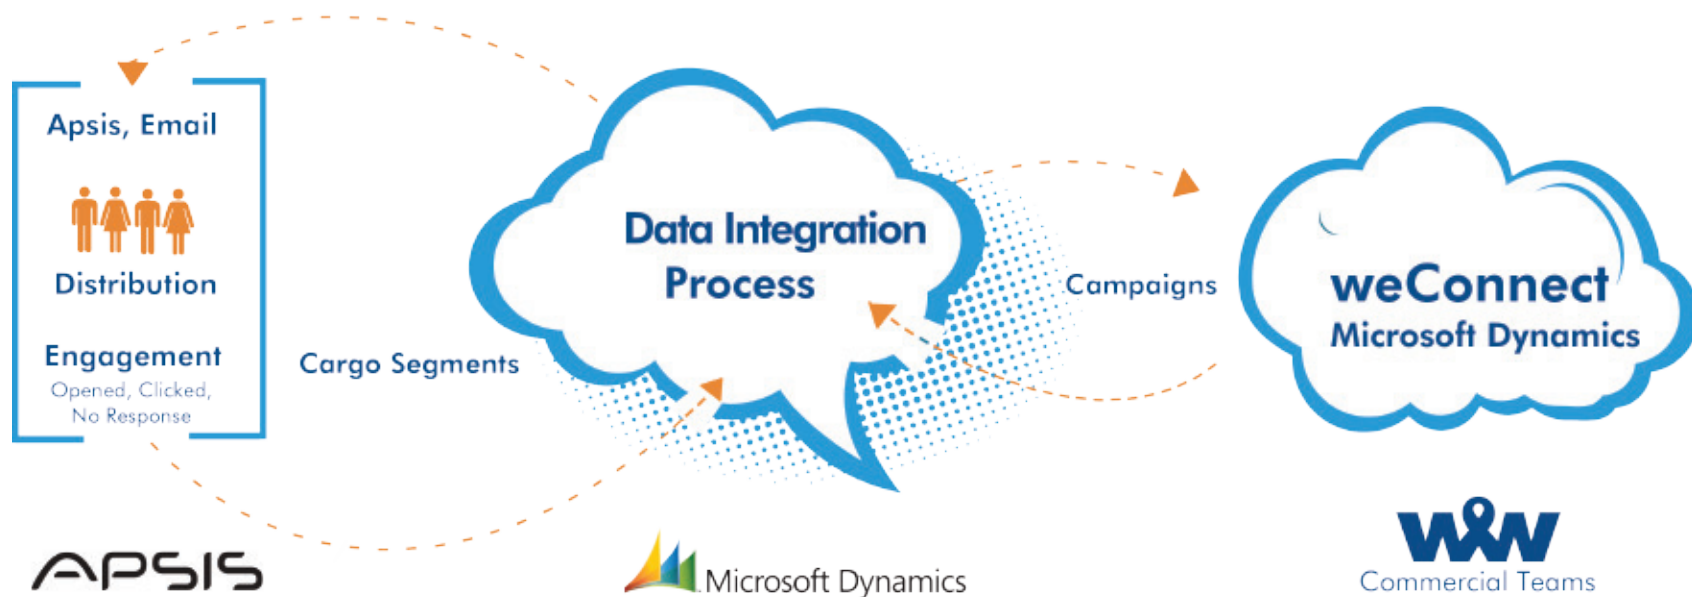 Apsis, Email
Distribution
Engagement
Opened, Clicked,
No Response
Cargo Segments
Data Integration
Process
Campaigns
weConnect
Microsoft Dynamics
APSIS
Microsoft Dynamics
W&W
Commercial Teams